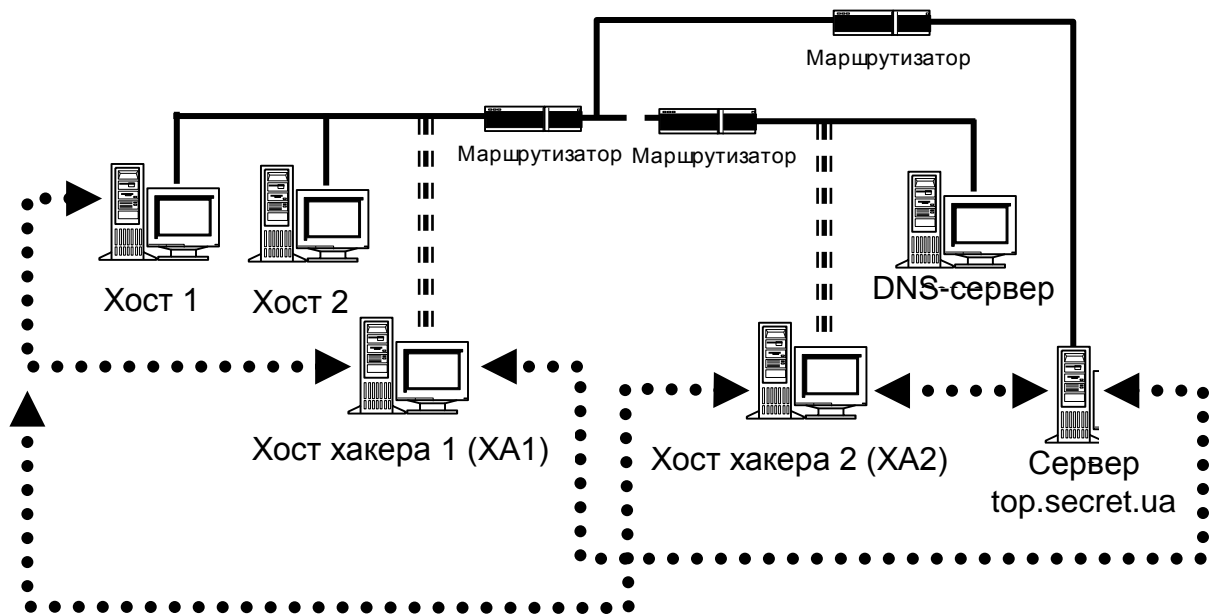 Маршрутизатор
Маршрутизатор
Маршрутизатор
Хост 1
Хост 2
DNS-сервер
Хост хакера 1 (ХА1)
Хост хакера 2 (ХА2)
Сервер
top.secret.ua